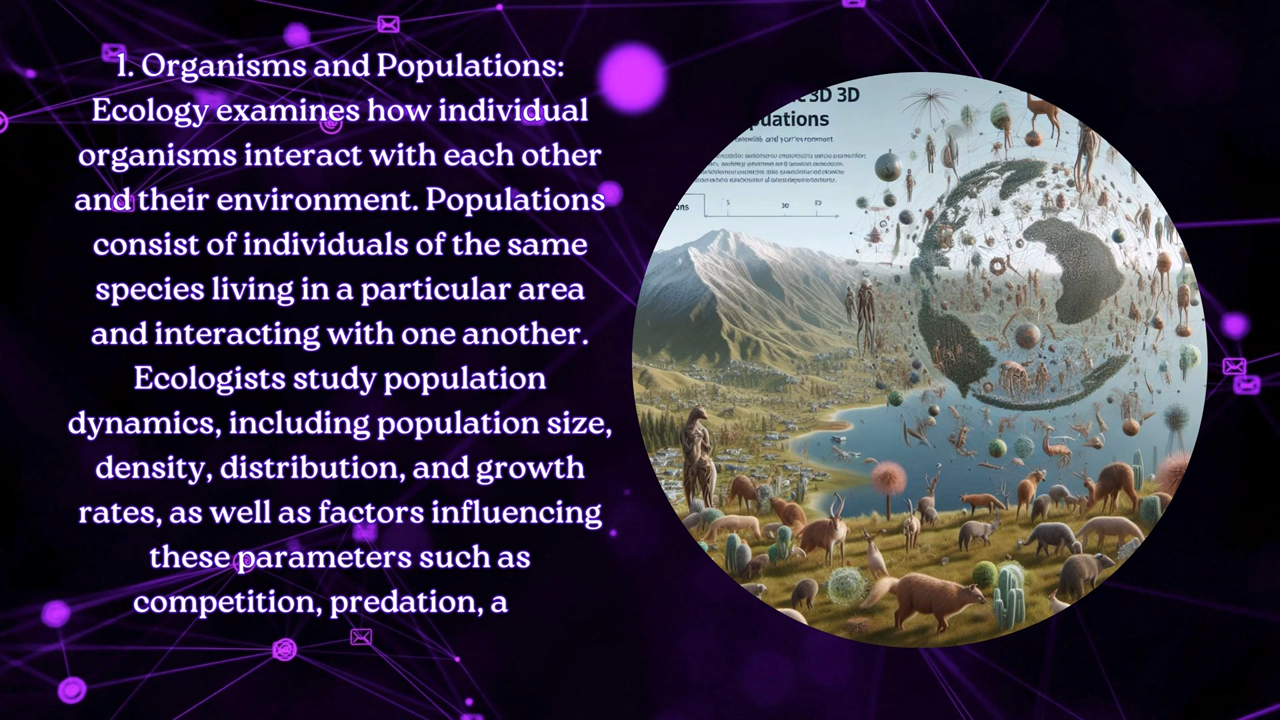 1. Organisms and Populations:
Ecology examines how individual
organisms interact with each other
and their environment. Populations
consist of individuals of the same
species living in a particular area
and interacting with one another.
Ecologists study population
dynamics, including population size,
density, distribution, and growth
rates, as well as factors influencing
these parameters such as
competition, predation, a
3D 3D